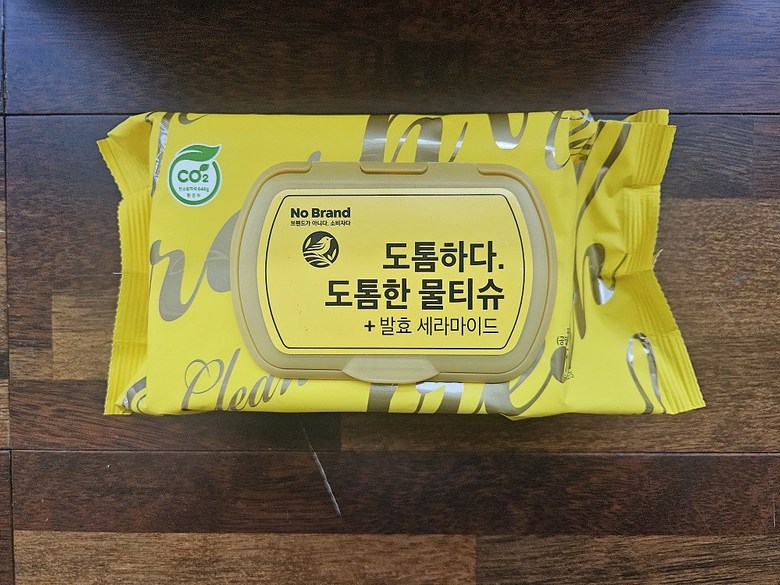 CO2
No Brand
브랜드가 아니다. 소비자다
도톰하다.
도톰한 물티슈
+ 발효 세라마이드
Clean